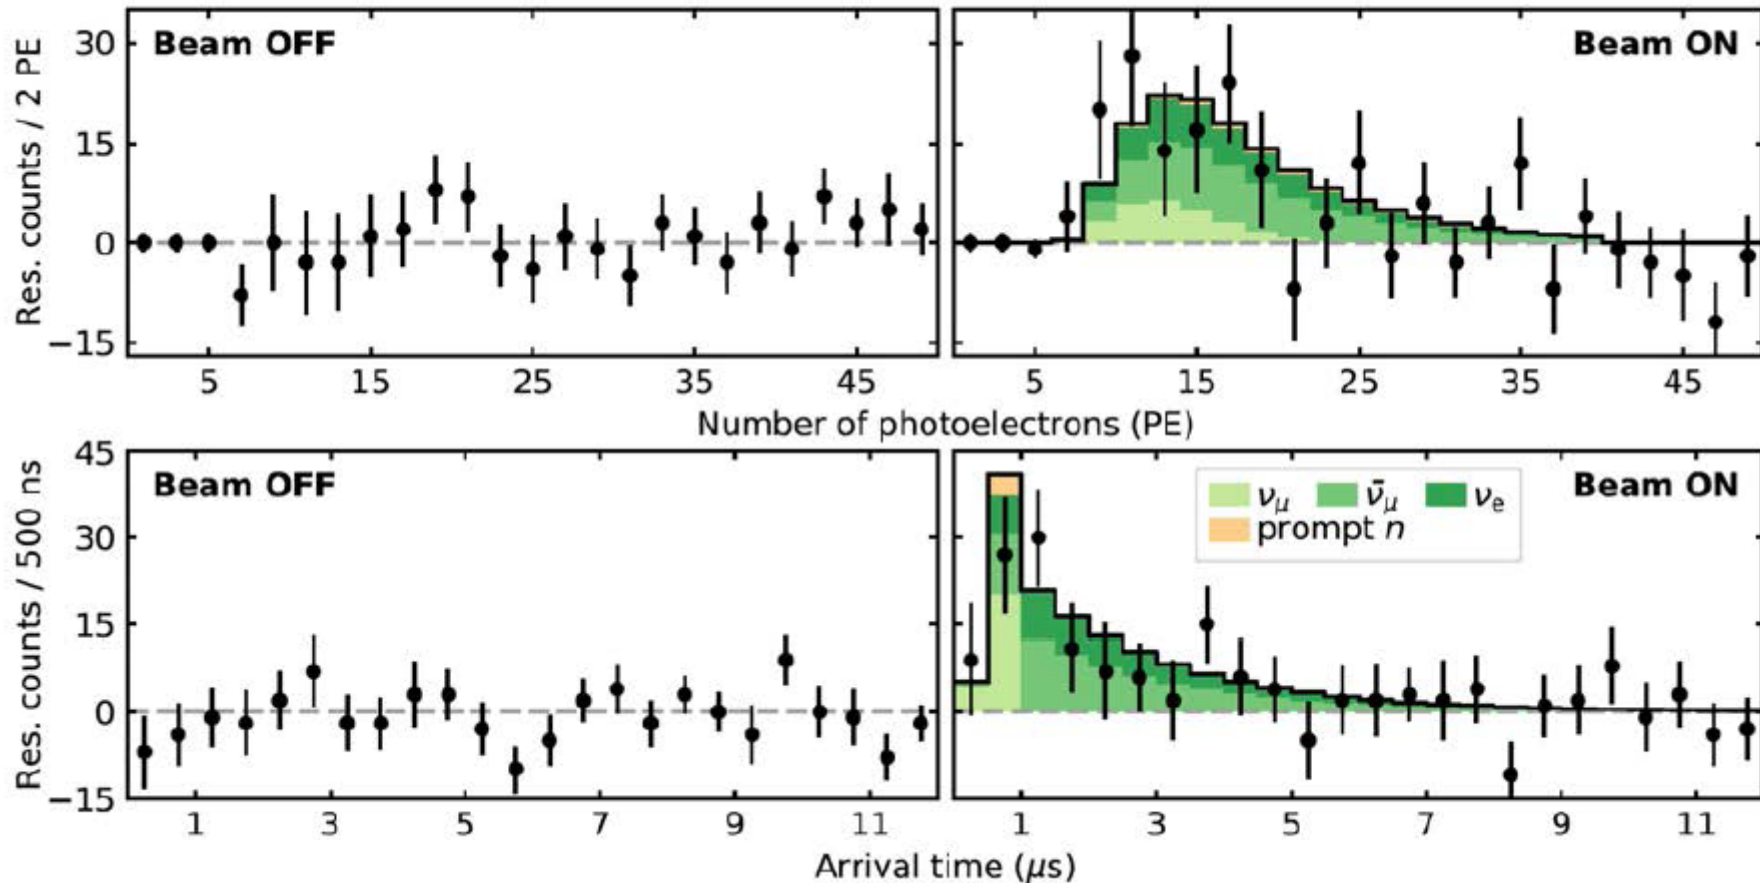 Beam OFF
Beam ON
Res. counts / 2 PE
30
15
0
−15
5 15 25 35 45
5 15 25 35 45
Number of photoelectrons (PE)
Beam OFF
Beam ON
Res. counts / 500 ns
45
30
15
0
−15
νμ ν̄μ νe
prompt n
1 3 5 7 9 11
1 3 5 7 9 11
Arrival time (μs)